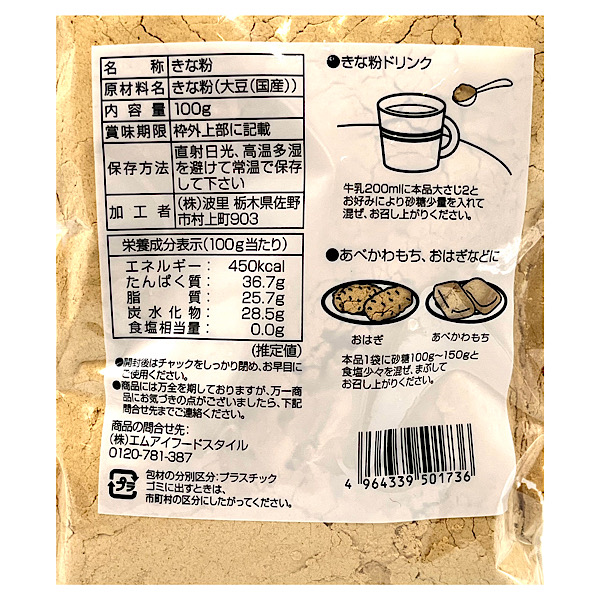 名称 きな粉
原材料名 きな粉(大豆(国産))
内容量 100g
賞味期限 枠外上部に記載
保存方法 直射日光、高温多湿
を避けて常温で保存
して下さい
加工者 (株)波里 栃木県佐野
市村上町903
栄養成分表示(100g当たり)
エネルギー: 450kcal
たんぱく質: 36.7g
脂質: 25.7g
炭水化物: 28.5g
食塩相当量: 0.0g
(推定値)
●開封後はチャックをしっかり閉め、お早目に
ご使用ください。
●商品には万全を期しておりますが、万一商
品にお気づきの点がございましたら、下記
問合せ先までご連絡ください。
商品の問合せ先:
(株)エムアイフードスタイル
0120-781-387
プラ
包材の分別区分:プラスチック
ゴミに出すときは、
市町村の区分にしたがってください。
●きな粉ドリンク
牛乳200mlに本品大さじ2と
お好みにより砂糖少量を入れて
混ぜ、お召し上がりください。
●あべかわもち、おはぎなどに
おはぎ
あべかわもち
本品1袋に砂糖100g~150gと
食塩少々を混ぜ、まぶして
お召し上がりください。
4 964339 501736